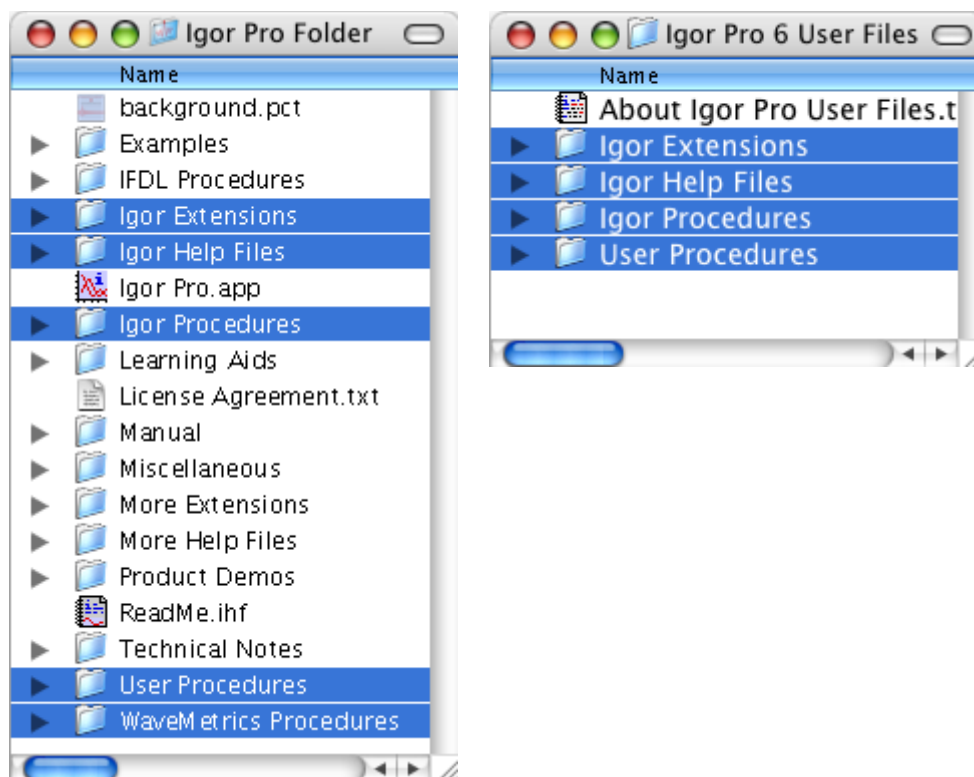 Igor Pro Folder
Name
background.pct
Examples
IFDL Procedures
Igor Extensions
Igor Help Files
Igor Pro.app
Igor Procedures
Learning Aids
License Agreement.txt
Manual
Miscellaneous
More Extensions
More Help Files
Product Demos
ReadMe.ihf
Technical Notes
User Procedures
WaveMetrics Procedures
Igor Pro 6 User Files
Name
About Igor Pro User Files.t
Igor Extensions
Igor Help Files
Igor Procedures
User Procedures